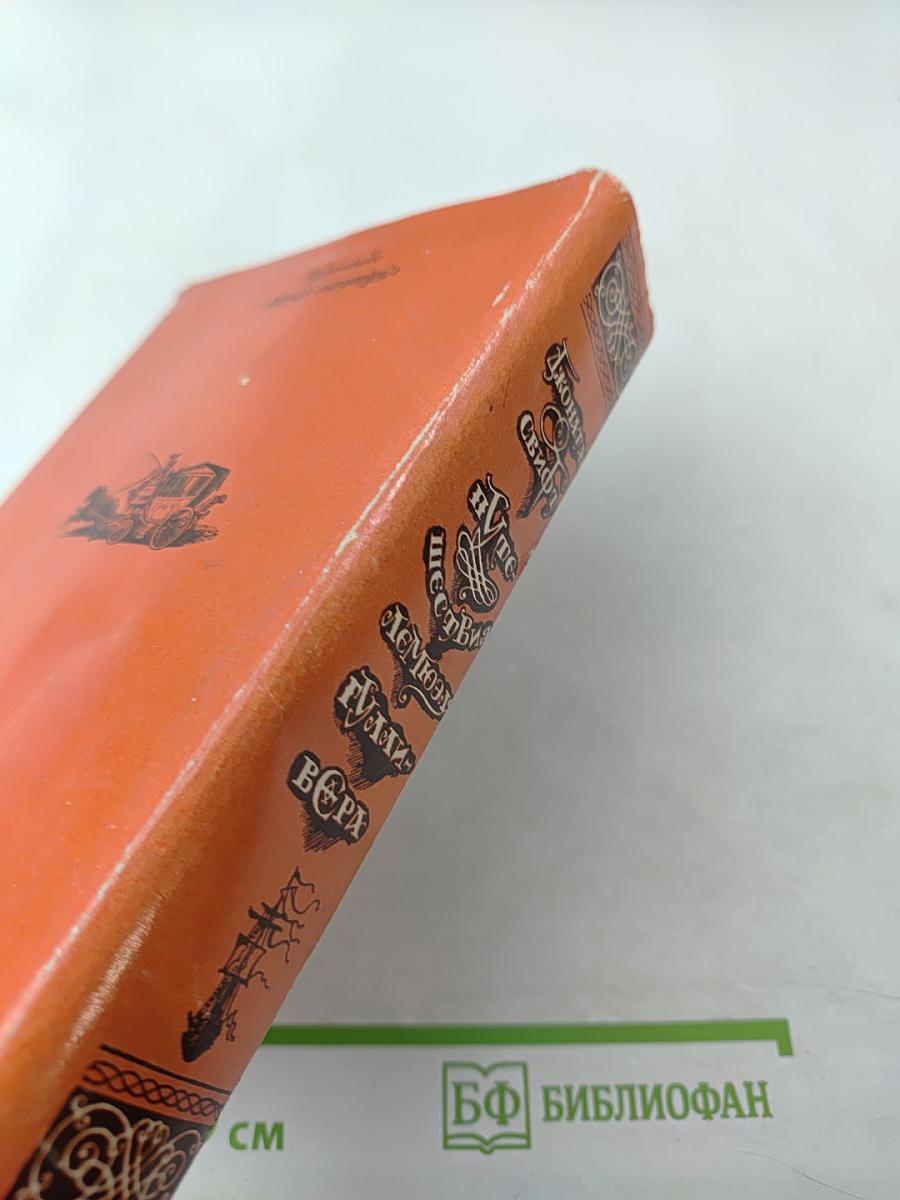 Джонатан
Свифт
Путе
шествия
Лемюэля
Гулли-
вера
см
БФ БИБЛИОФАН